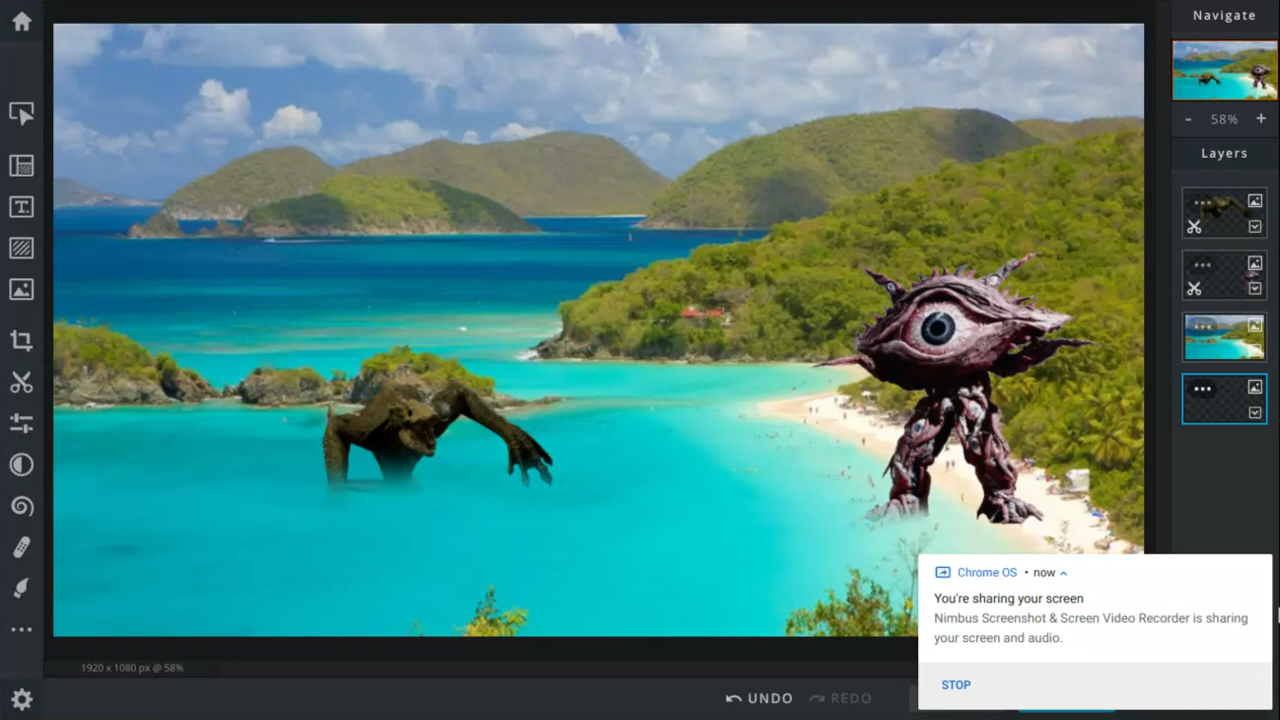 Navigate
- 58% +
Layers
Chrome OS • now
You're sharing your screen
Nimbus Screenshot & Screen Video Recorder is sharing
your screen and audio.
STOP
1920 x 1080 px @ 58%
UNDO REDO